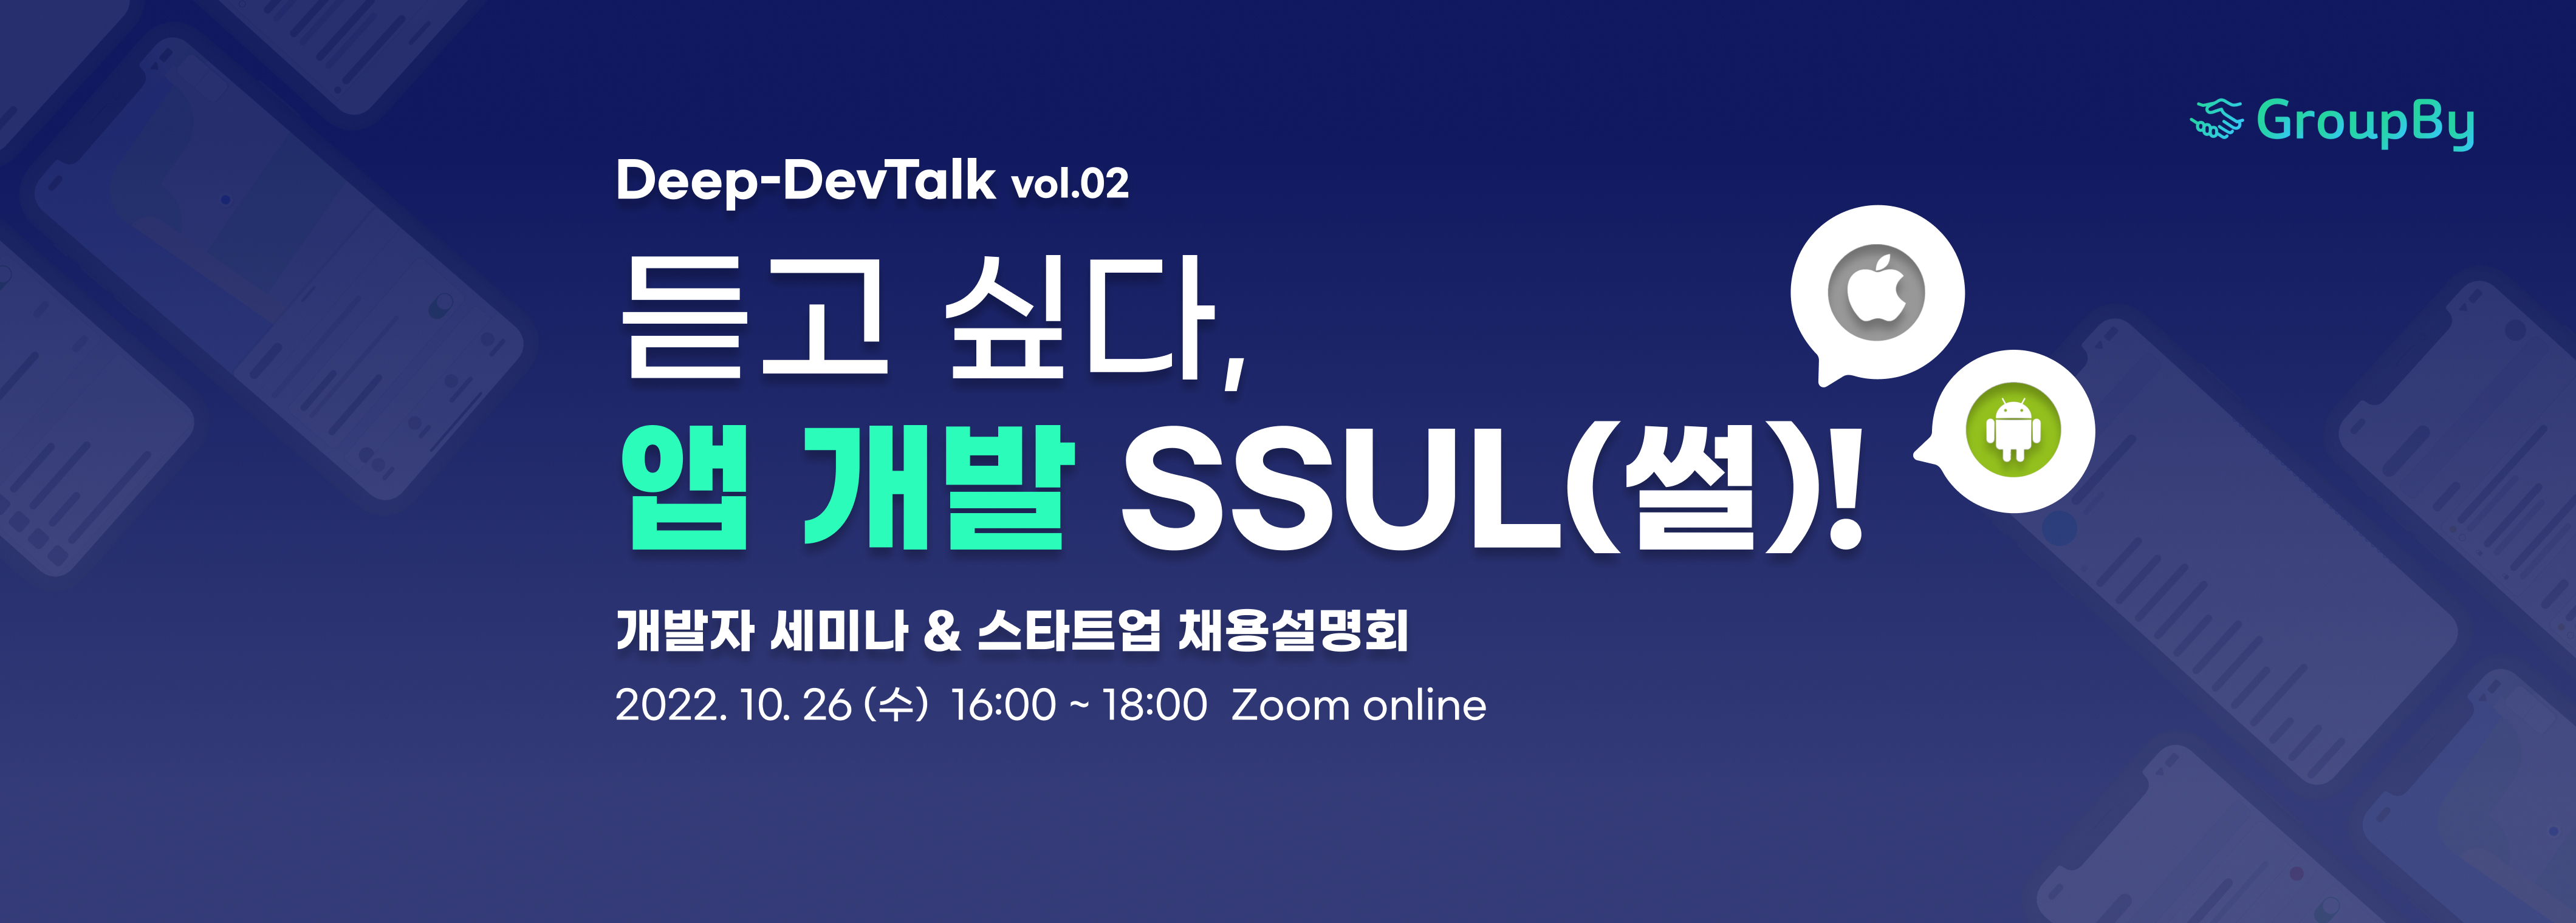 GroupBy
Deep-DevTalk vol.02
듣고 싶다,
앱 개발 SSUL(썰)!
개발자 세미나 & 스타트업 채용설명회
2022. 10. 26 (수) 16:00 ~ 18:00 Zoom online